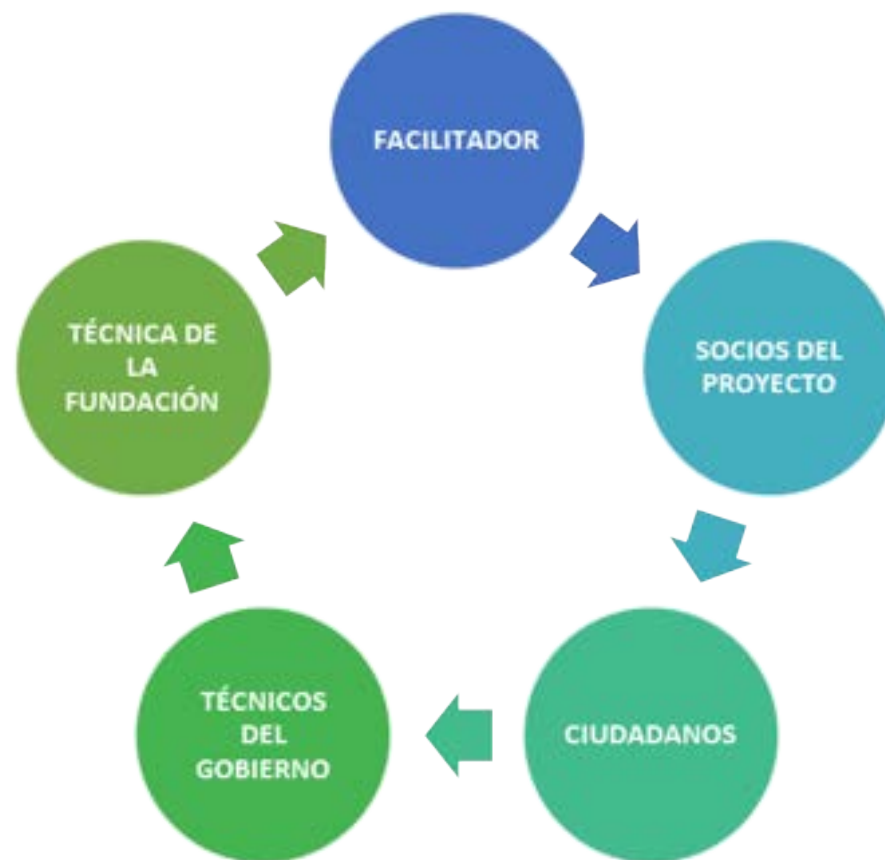 FACILITADOR
SOCIOS DEL
PROYECTO
CIUDADANOS
TÉCNICOS
DEL
GOBIERNO
TÉCNICA DE
LA
FUNDACIÓN